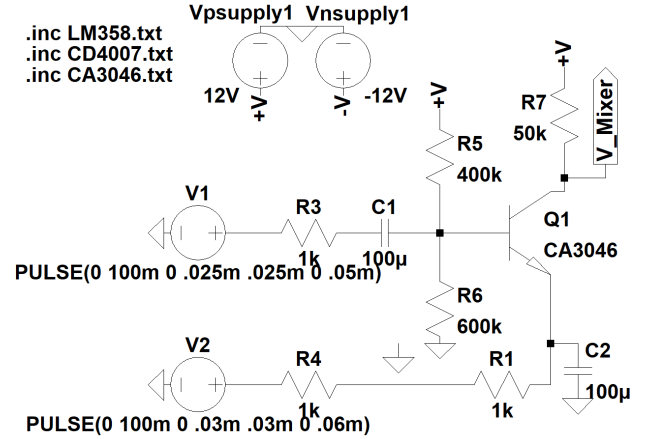 Vpsupply1 Vnsupply1
.inc LM358.txt
.inc CD4007.txt
.inc CA3046.txt
12V
+V
-V
-12V
+V
+V
R7
50k
V_Mixer
R5
400k
V1
R3
C1
Q1
1k
100µ
CA3046
PULSE(0 100m 0 .025m .025m 0 .05m)
R6
600k
V2
R4
R1
C2
1k
1k
100µ
PULSE(0 100m 0 .03m .03m 0 .06m)